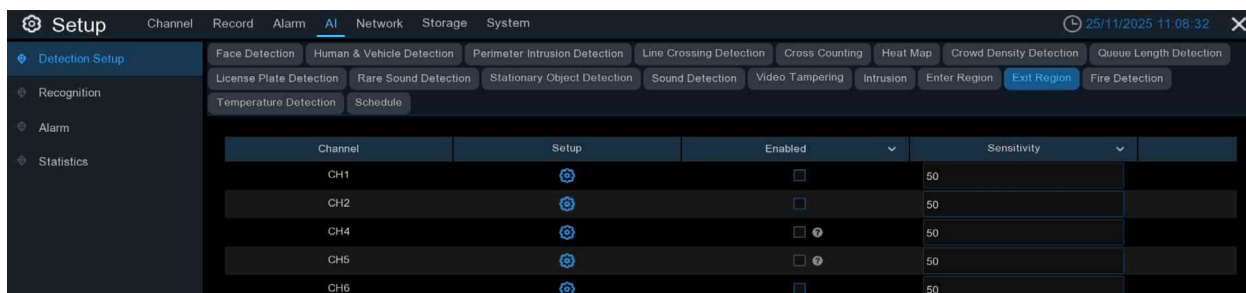 Setup Channel Record Alarm AI Network Storage System 25/11/2025 11:08:32
Detection Setup
Recognition
Alarm
Statistics
Face Detection Human & Vehicle Detection Perimeter Intrusion Detection Line Crossing Detection Cross Counting Heat Map Crowd Density Detection Queue Length Detection
License Plate Detection Rare Sound Detection Stationary Object Detection Sound Detection Video Tampering Intrusion Enter Region Exit Region Fire Detection
Temperature Detection Schedule
Channel Setup Enabled Sensitivity
CH1 50
CH2 50
CH4 ? 50
CH5 ? 50
CH6 50